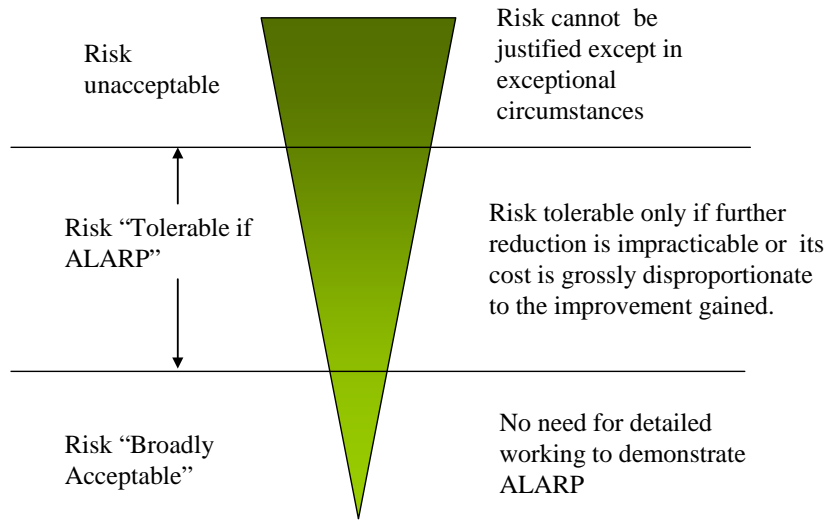 Risk
unacceptable
Risk cannot be
justified except in
exceptional
circumstances
Risk “Tolerable if
ALARP”
Risk tolerable only if further
reduction is impracticable or its
cost is grossly disproportionate
to the improvement gained.
Risk “Broadly
Acceptable”
No need for detailed
working to demonstrate
ALARP